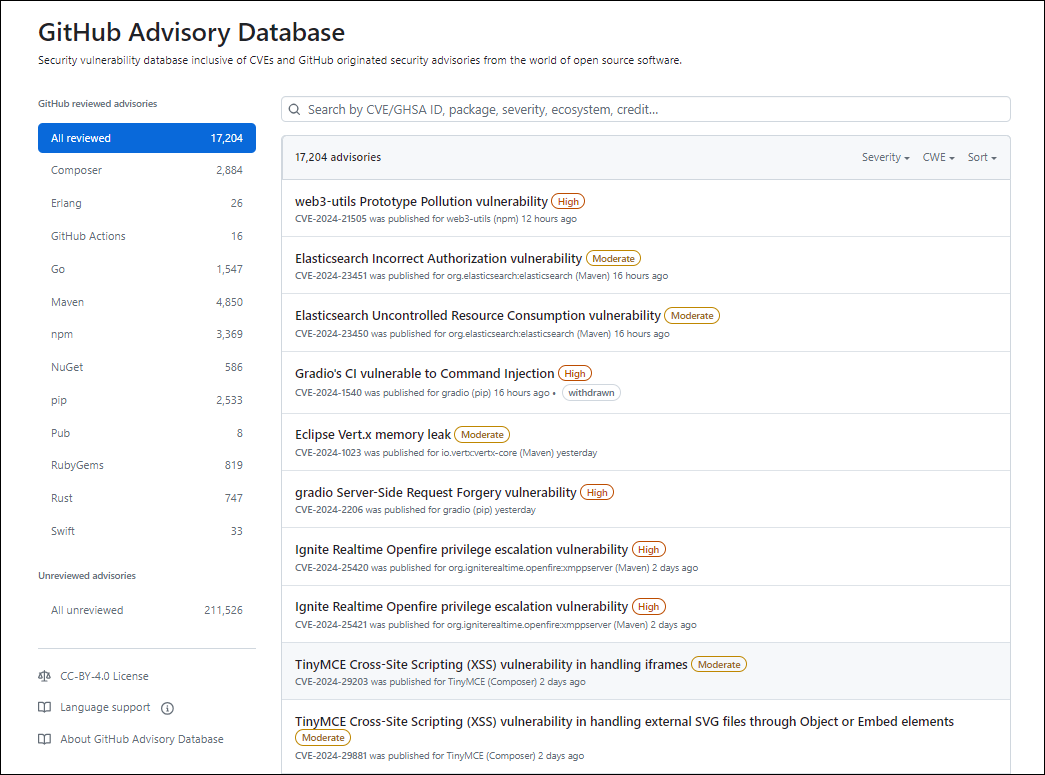 GitHub Advisory Database
Security vulnerability database inclusive of CVEs and GitHub originated security advisories from the world of open source software.
GitHub reviewed advisories
All reviewed 17,204
Composer 2,884
Erlang 26
GitHub Actions 16
Go 1,547
Maven 4,850
npm 3,369
NuGet 586
pip 2,533
Pub 8
RubyGems 819
Rust 747
Swift 33
Unreviewed advisories
All unreviewed 211,526
CC-BY-4.0 License
Language support
About GitHub Advisory Database
Search by CVE/GHSA ID, package, severity, ecosystem, credit...
17,204 advisories Severity CWE Sort
web3-utils Prototype Pollution vulnerability High
CVE-2024-21505 was published for web3-utils (npm) 12 hours ago
Elasticsearch Incorrect Authorization vulnerability Moderate
CVE-2024-23451 was published for org.elasticsearch:elasticsearch (Maven) 16 hours ago
Elasticsearch Uncontrolled Resource Consumption vulnerability Moderate
CVE-2024-23450 was published for org.elasticsearch:elasticsearch (Maven) 16 hours ago
Gradio's CI vulnerable to Command Injection High
CVE-2024-1540 was published for gradio (pip) 16 hours ago • withdrawn
Eclipse Vert.x memory leak Moderate
CVE-2024-1023 was published for io.vertx:vertx-core (Maven) yesterday
gradio Server-Side Request Forgery vulnerability High
CVE-2024-2206 was published for gradio (pip) yesterday
Ignite Realtime Openfire privilege escalation vulnerability High
CVE-2024-25420 was published for org.igniterealtime.openfire:xmppserver (Maven) 2 days ago
Ignite Realtime Openfire privilege escalation vulnerability High
CVE-2024-25421 was published for org.igniterealtime.openfire:xmppserver (Maven) 2 days ago
TinyMCE Cross-Site Scripting (XSS) vulnerability in handling iframes Moderate
CVE-2024-29203 was published for TinyMCE (Composer) 2 days ago
TinyMCE Cross-Site Scripting (XSS) vulnerability in handling external SVG files through Object or Embed elements
Moderate
CVE-2024-29881 was published for TinyMCE (Composer) 2 days ago